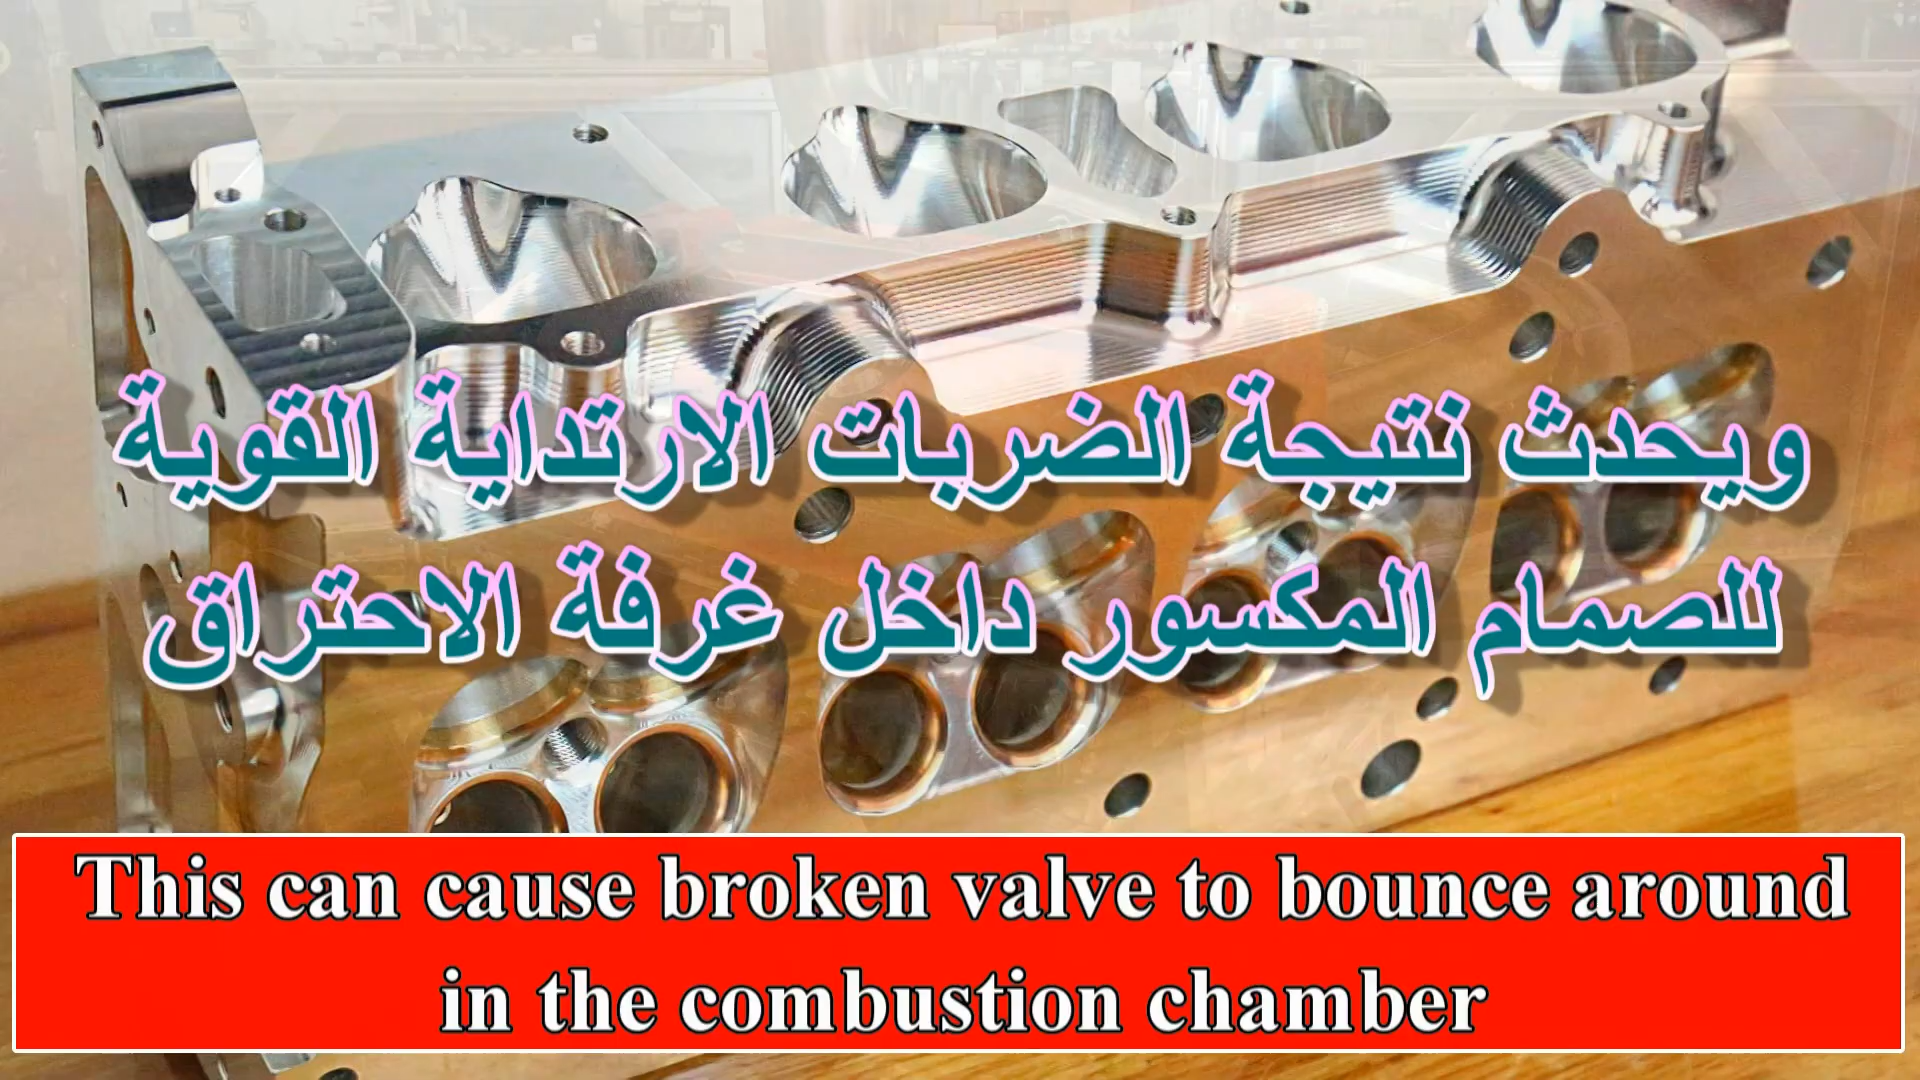 ويحدث نتيجة الضربات الارتداية القوية
للصمام المكسور داخل غرفة الاحتراق
This can cause broken valve to bounce around
in the combustion chamber